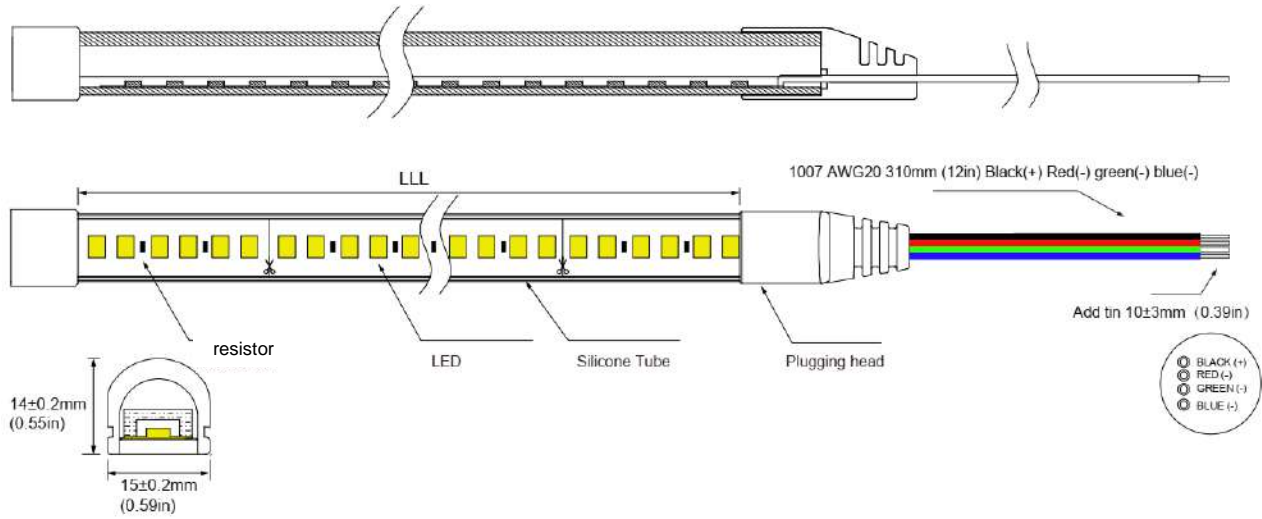 LLL
1007 AWG20 310mm (12in) Black(+) Red(-) green(-) blue(-)
resistor
LED
Silicone Tube
Plugging head
Add tin 10±3mm (0.39in)
BLACK (+)
RED (-)
GREEN (-)
BLUE (-)
14±0.2mm
(0.55in)
15±0.2mm
(0.59in)